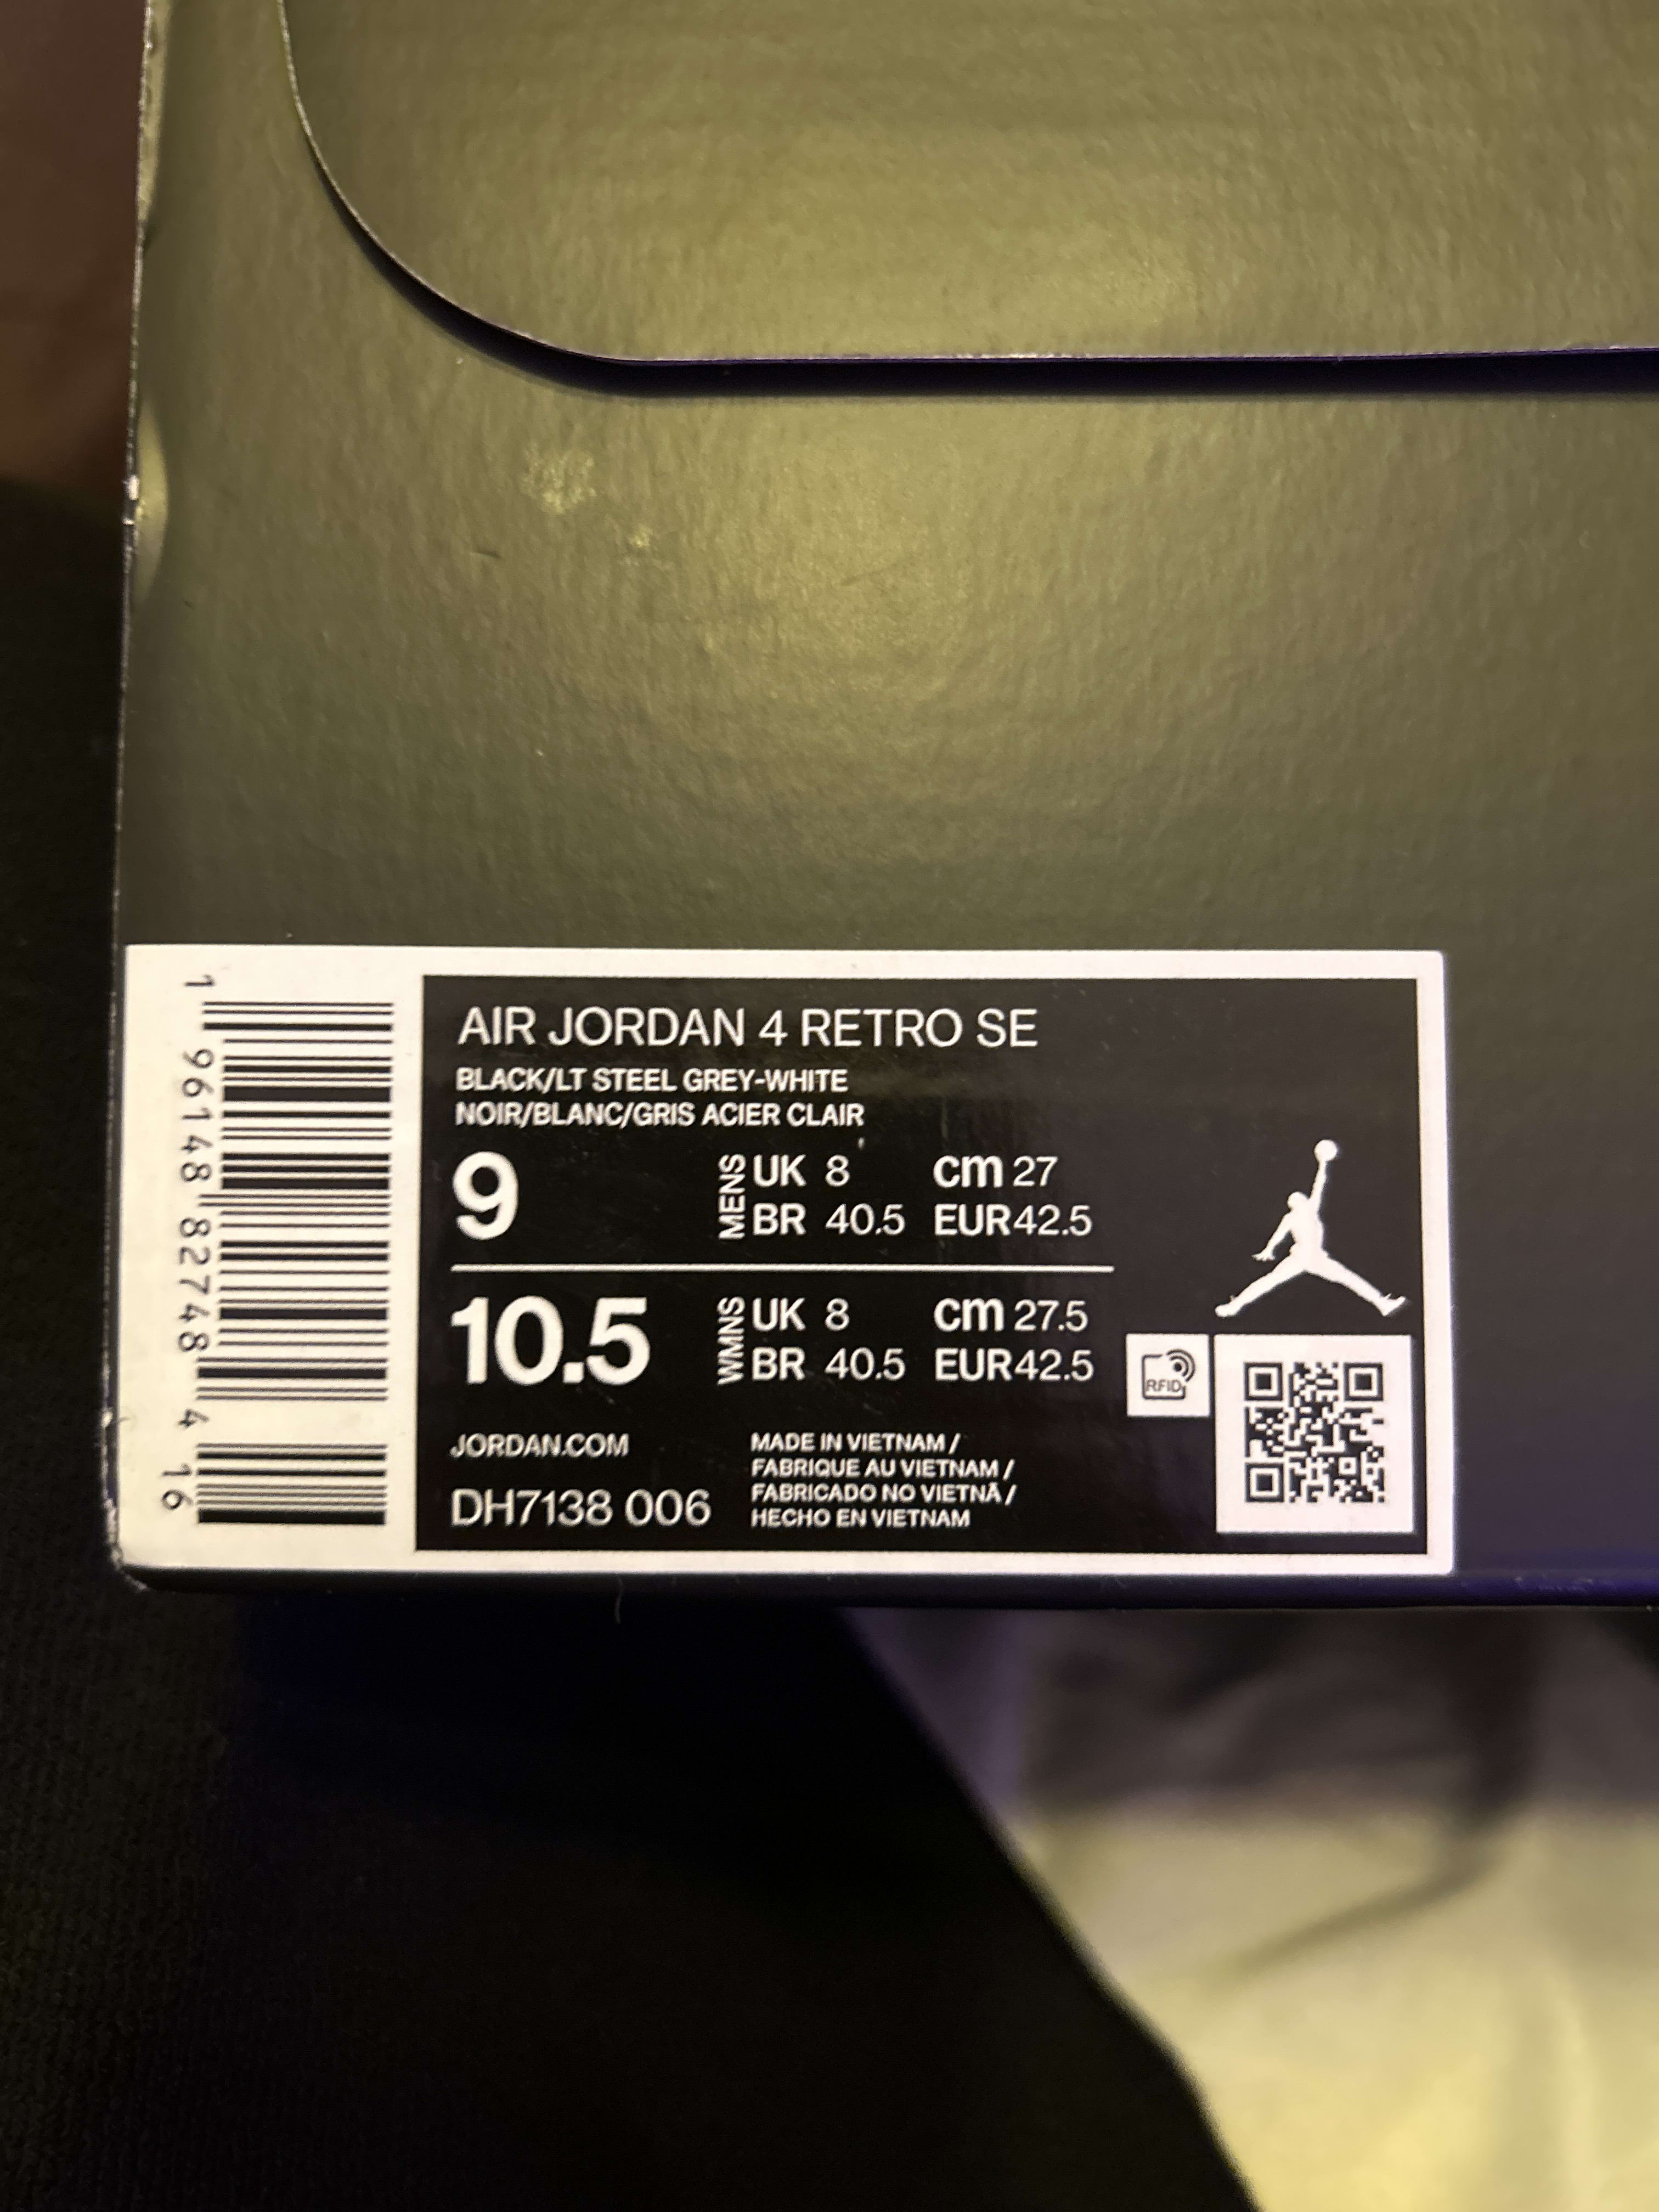 1 96148 82748 4 16
AIR JORDAN 4 RETRO SE
BLACK/LT STEEL GREY-WHITE
NOIR/BLANC/GRIS ACIER CLAIR
9 MENS UK 8 cm 27
BR 40.5 EUR 42.5
10.5 WMNS UK 8 cm 27.5
BR 40.5 EUR 42.5
RFID
JORDAN.COM
DH7138 006
MADE IN VIETNAM /
FABRIQUE AU VIETNAM /
FABRICADO NO VIETNÃ /
HECHO EN VIETNAM